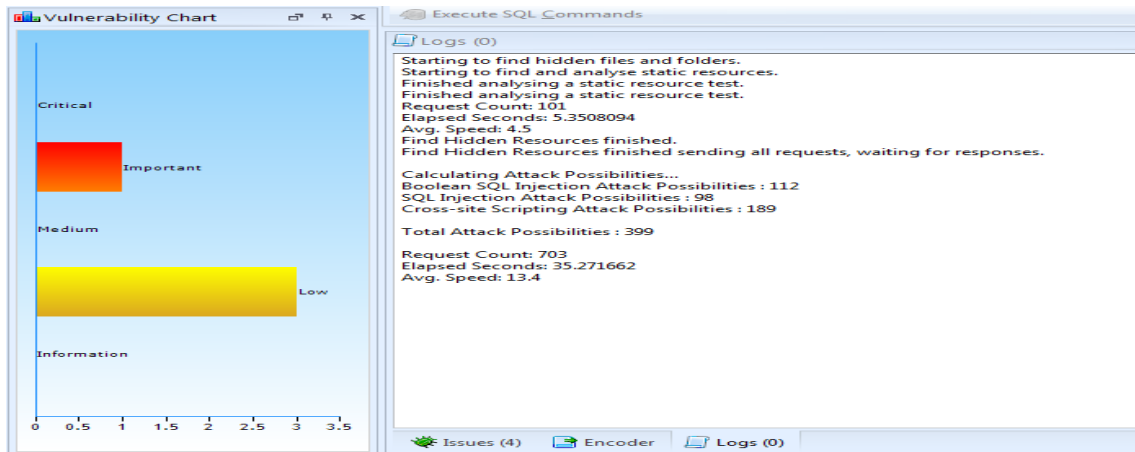 Vulnerability Chart
Critical
Important
Medium
Low
Information
0 0.5 1 1.5 2 2.5 3 3.5
Execute SQL Commands
Logs (0)
Starting to find hidden files and folders.
Starting to find and analyse static resources.
Finished analysing a static resource test.
Finished analysing a static resource test.
Request Count: 101
Elapsed Seconds: 5.3508094
Avg. Speed: 4.5
Find Hidden Resources finished.
Find Hidden Resources finished sending all requests, waiting for responses.
Calculating Attack Possibilities...
Boolean SQL Injection Attack Possibilities : 112
SQL Injection Attack Possibilities : 98
Cross-site Scripting Attack Possibilities : 189
Total Attack Possibilities : 399
Request Count: 703
Elapsed Seconds: 35.271662
Avg. Speed: 13.4
Issues (4) Encoder Logs (0)